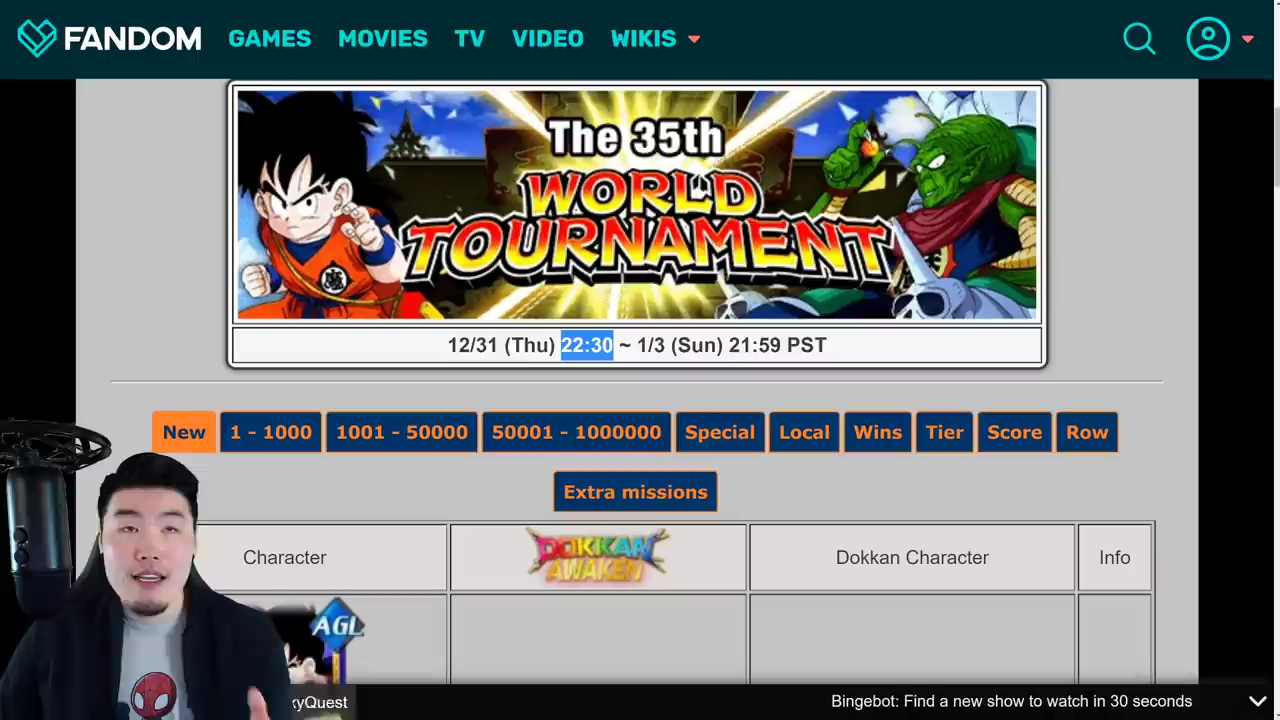 FANDOM GAMES MOVIES TV VIDEO WIKIS
The 35th
WORLD
TOURNAMENT
12/31 (Thu) 22:30 ~ 1/3 (Sun) 21:59 PST
New 1 - 1000 1001 - 50000 50001 - 1000000 Special Local Wins Tier Score Row
Extra missions
Character DOKKAN AWAKEN Dokkan Character Info
AGL
xyQuest Bingebot: Find a new show to watch in 30 seconds